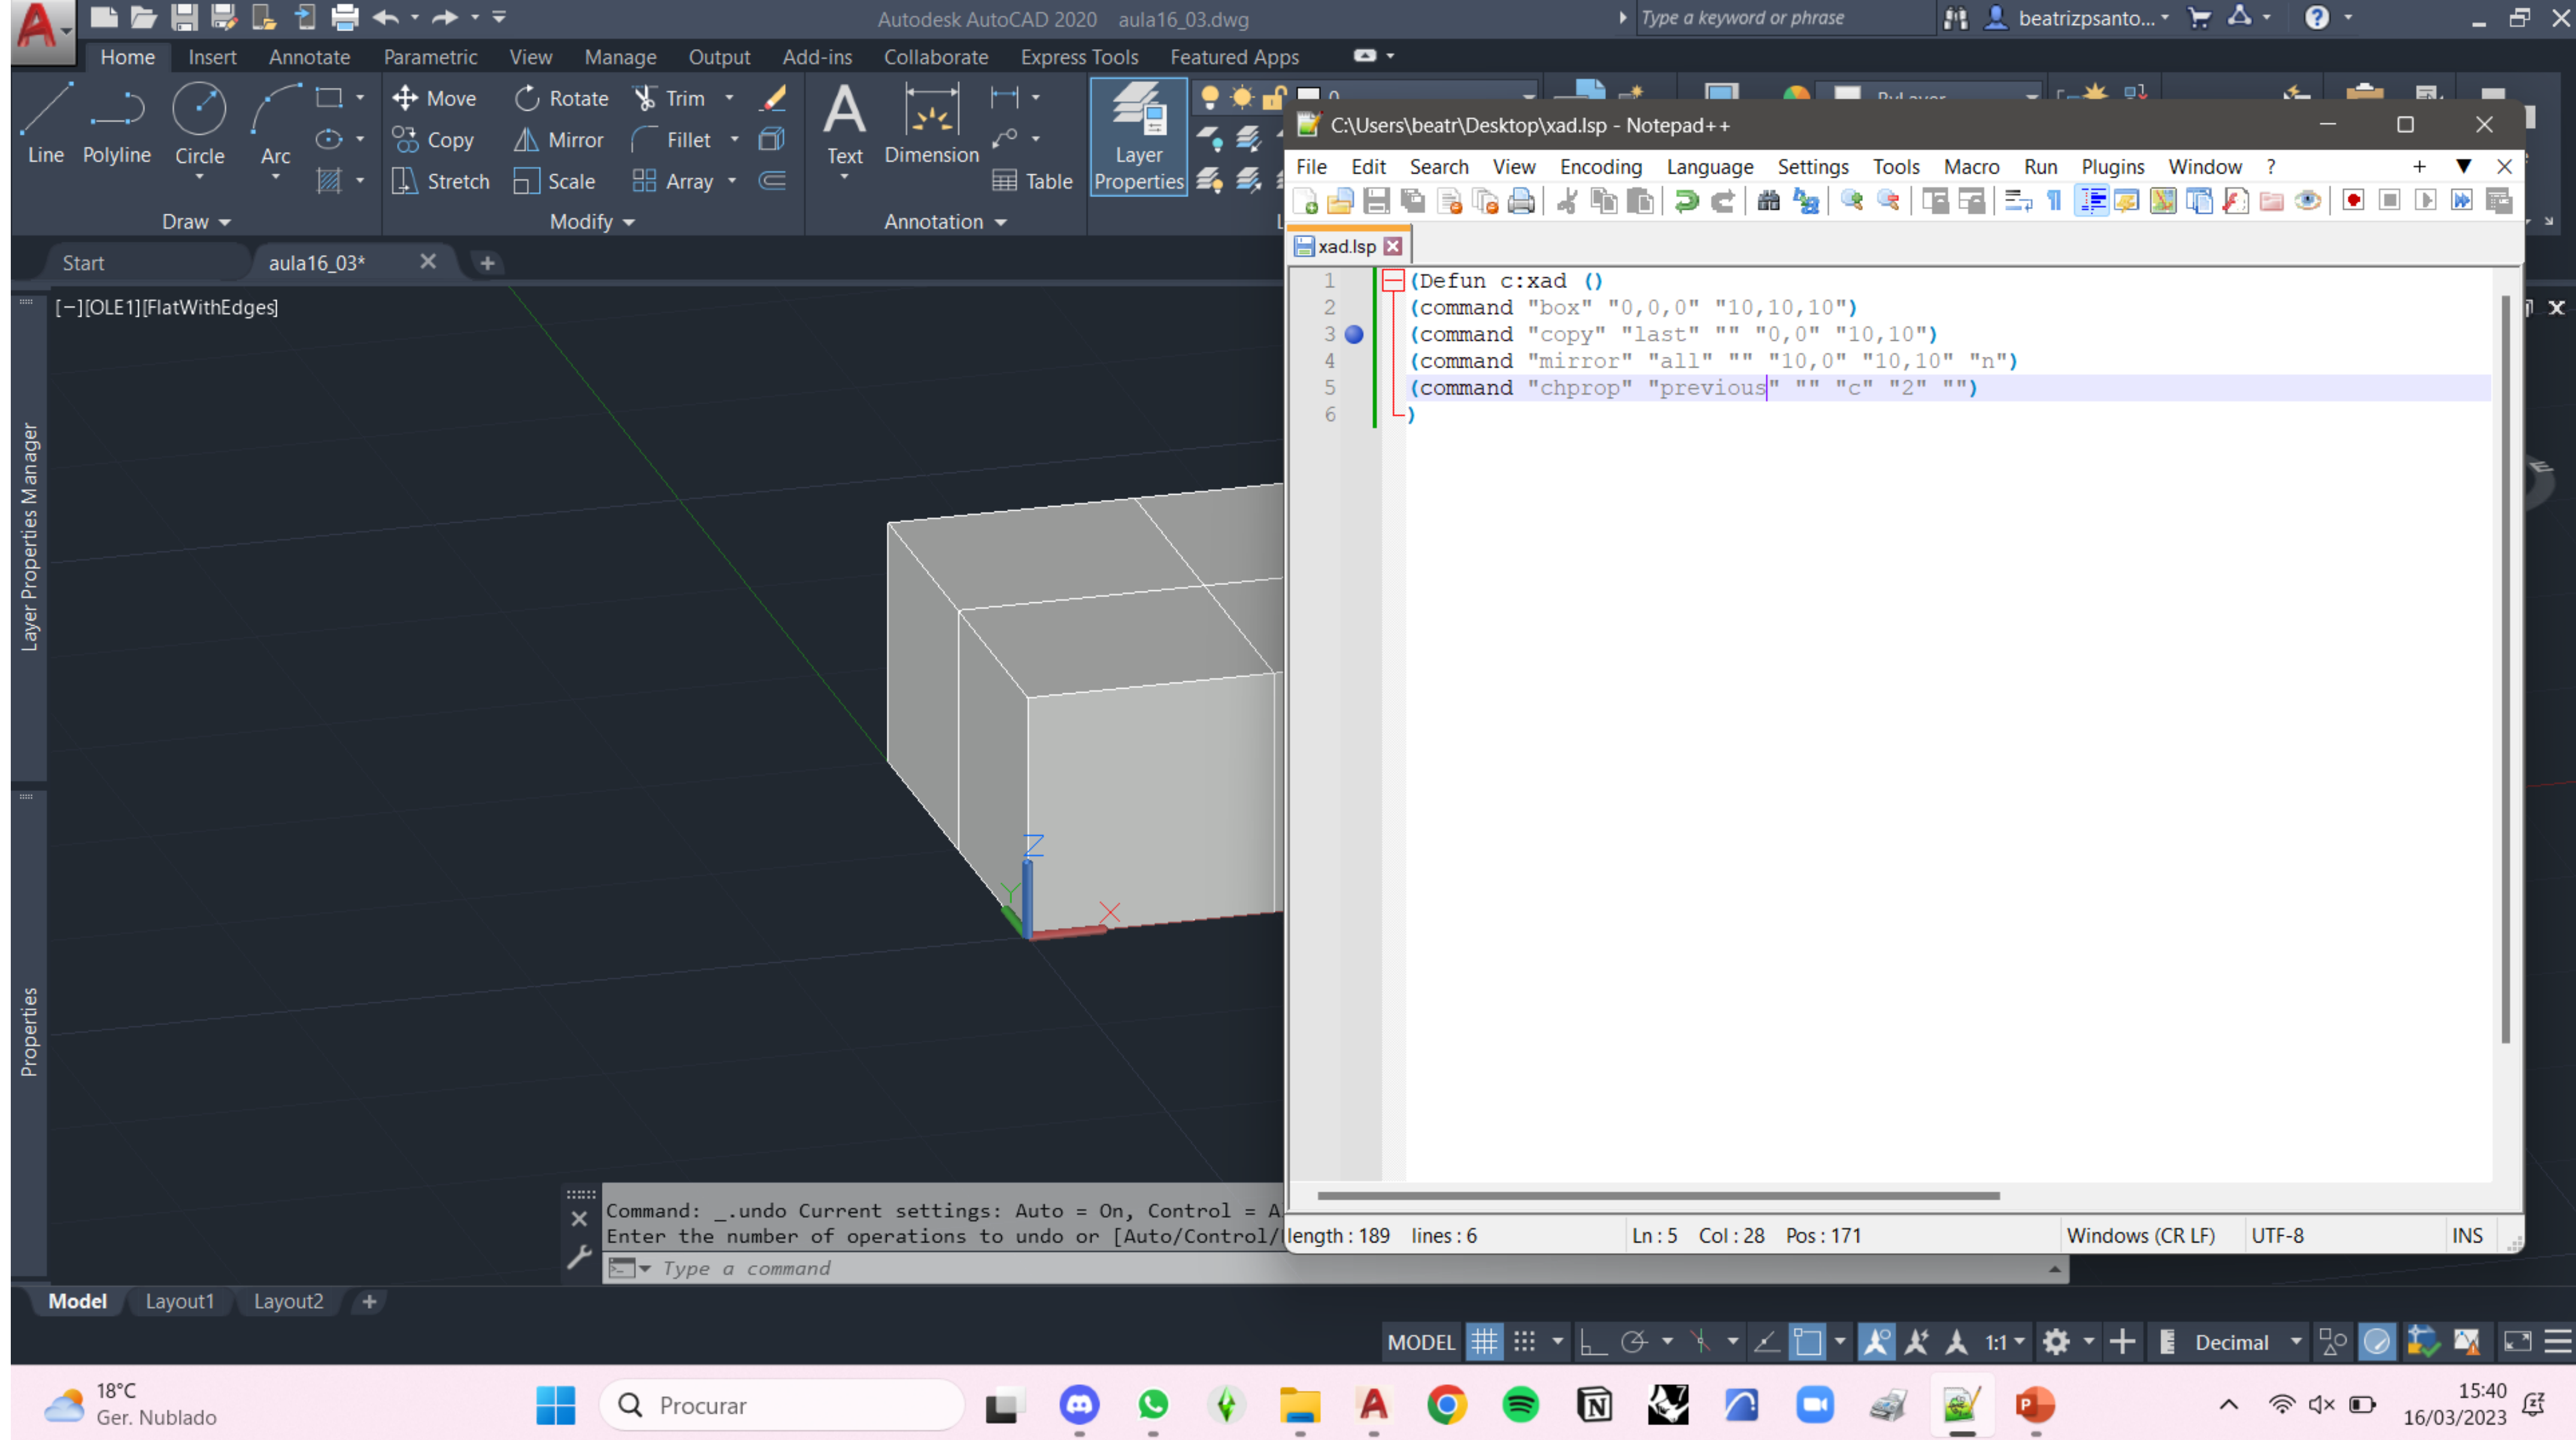 Autodesk AutoCAD 2020 aula16_03.dwg
Type a keyword or phrase
beatrizpsanto...
Home Insert Annotate Parametric View Manage Output Add-ins Collaborate Express Tools Featured Apps
Line Polyline Circle Arc
Move Rotate Trim
Copy Mirror Fillet
Stretch Scale Array
Text Dimension Table
Layer
Properties
Draw Modify Annotation
Start aula16_03*
[−][OLE1][FlatWithEdges]
Layer Properties Manager
Properties
Z
Y
X
C:\Users\beatr\Desktop\xad.lsp - Notepad++
File Edit Search View Encoding Language Settings Tools Macro Run Plugins Window ?
xad.lsp
1 (Defun c:xad ()
2 (command "box" "0,0,0" "10,10,10")
3 (command "copy" "last" "" "0,0" "10,10")
4 (command "mirror" "all" "" "10,0" "10,10" "n")
5 (command "chprop" "previous" "" "c" "2" "")
6 )
length : 189 lines : 6 Ln : 5 Col : 28 Pos : 171 Windows (CR LF) UTF-8 INS
Command: _.undo Current settings: Auto = On, Control = A
Enter the number of operations to undo or [Auto/Control/
Type a command
Model Layout1 Layout2
MODEL 1:1 Decimal
18°C
Ger. Nublado
Procurar
15:40
16/03/2023